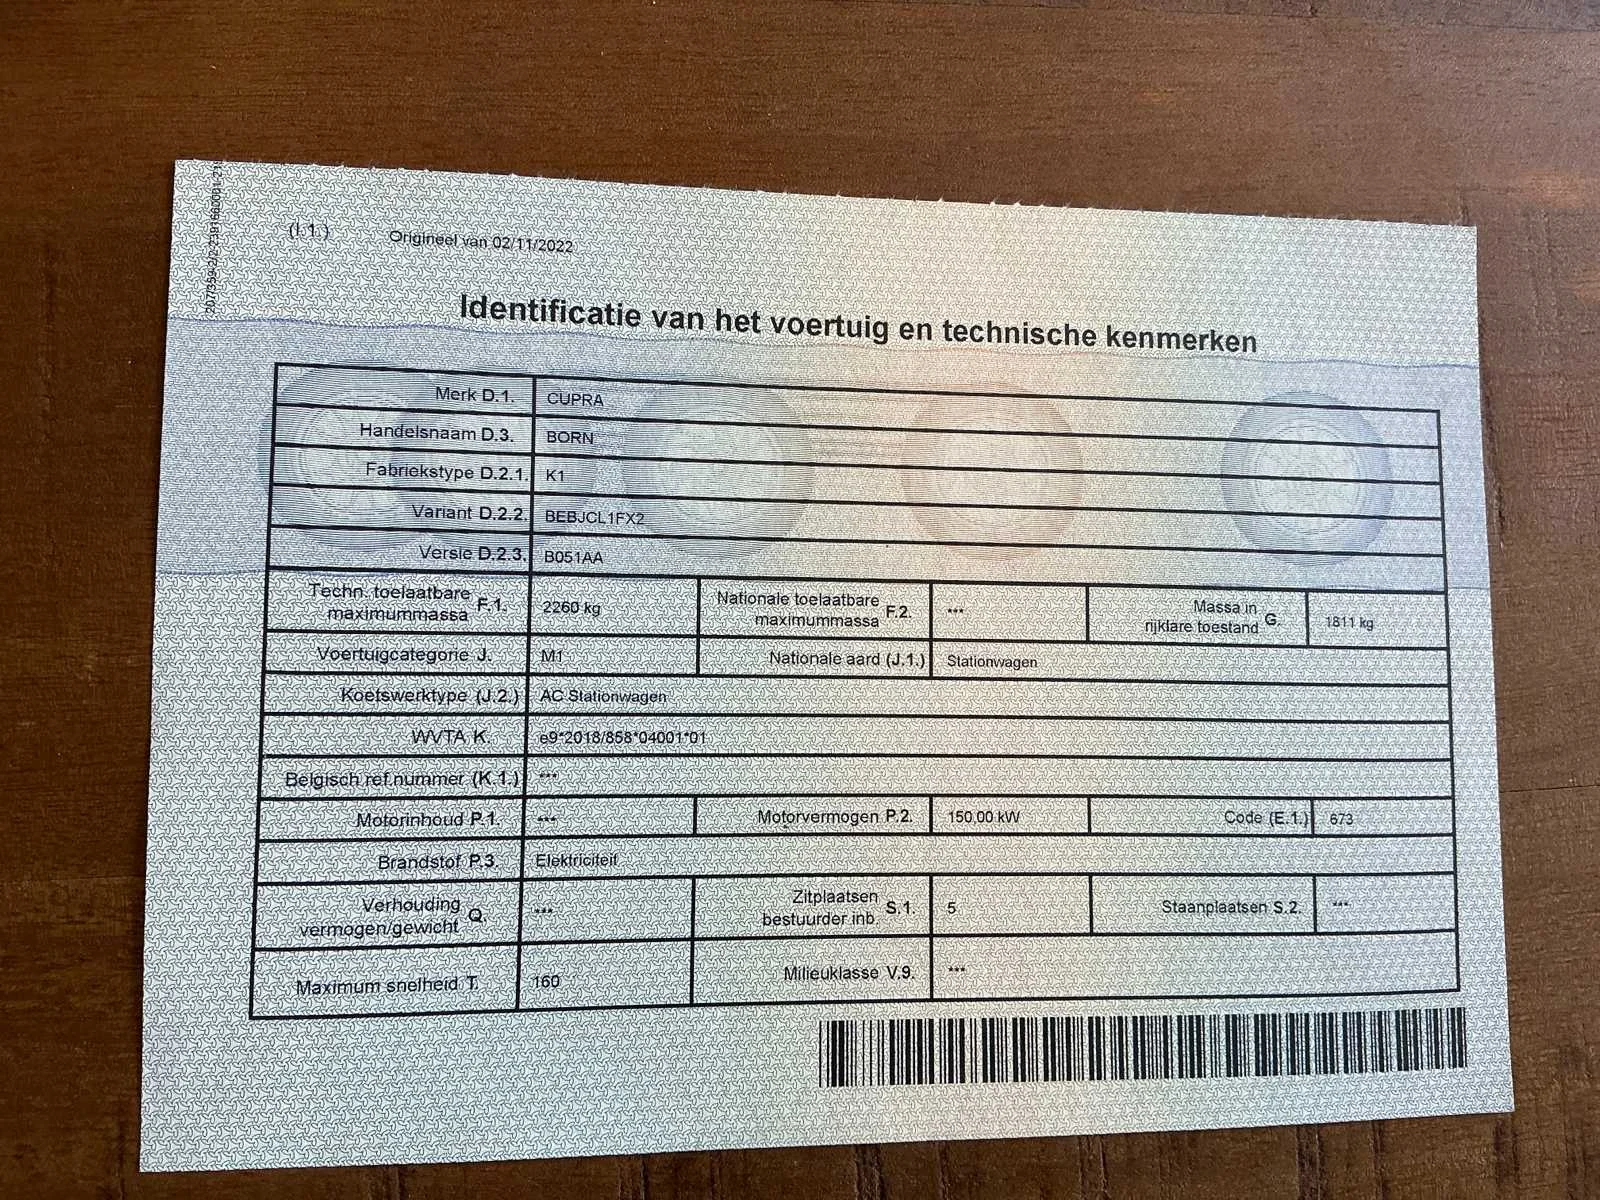 (I.1.) Origineel van 02/11/2022
Identificatie van het voertuig en technische kenmerken
Merk D.1. CUPRA
Handelsnaam D.3. BORN
Fabriekstype D.2.1. K1
Variant D.2.2. BEBJCL1FX2
Versie D.2.3. B051AA
Techn. toelaatbare maximummassa F.1. 2260 kg Nationale toelaatbare maximummassa F.2. *** Massa in rijklare toestand G. 1811 kg
Voertuigcategorie J. M1 Nationale aard (J.1.) Stationwagen
Koetswerktype (J.2.) AC Stationwagen
WVTA K. e9*2018/858*04001*01
Belgisch ref.nummer (K.1.) ***
Motorinhoud P.1. *** Motorvermogen P.2. 150,00 kW Code (E.1.) 673
Brandstof P.3. Elektriciteit
Verhouding vermogen/gewicht Q. *** Zitplaatsen bestuurder inb. S.1. 5 Staanplaatsen S.2. ***
Maximum snelheid T. 160 Milieuklasse V.9. ***